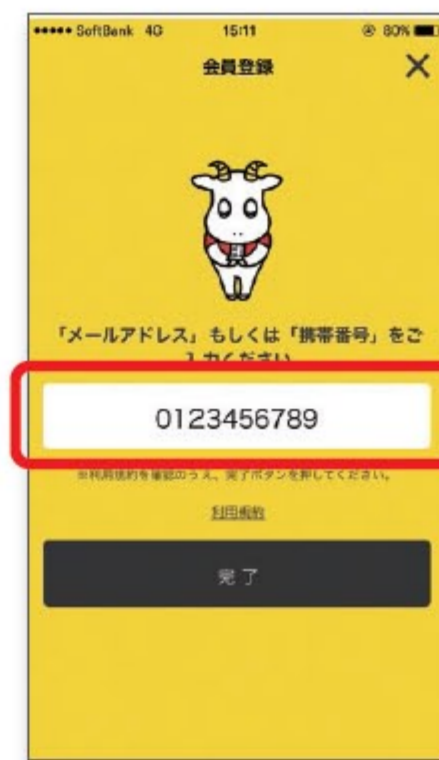 SoftBank 4G 15:11 80%
会員登録
「メールアドレス」もしくは「携帯番号」をご
入力ください
0123456789
※利用規約を確認のうえ、完了ボタンを押してください。
利用規約
完了